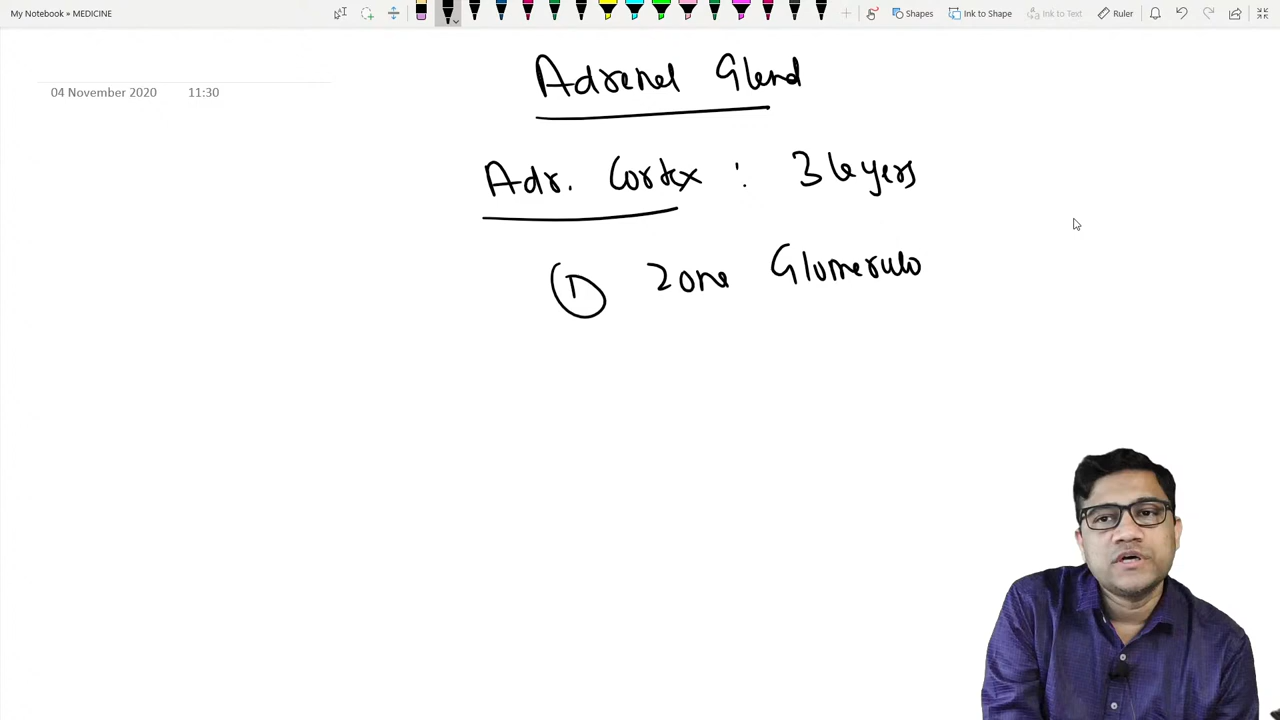 My Notebook » MEDICINE
Shapes
Ink to Shape
Ink to Text
Ruler
04 November 2020 11:30
Adrenal Gland
Adr. Cortex : 3 layers
① Zona Glomerulo